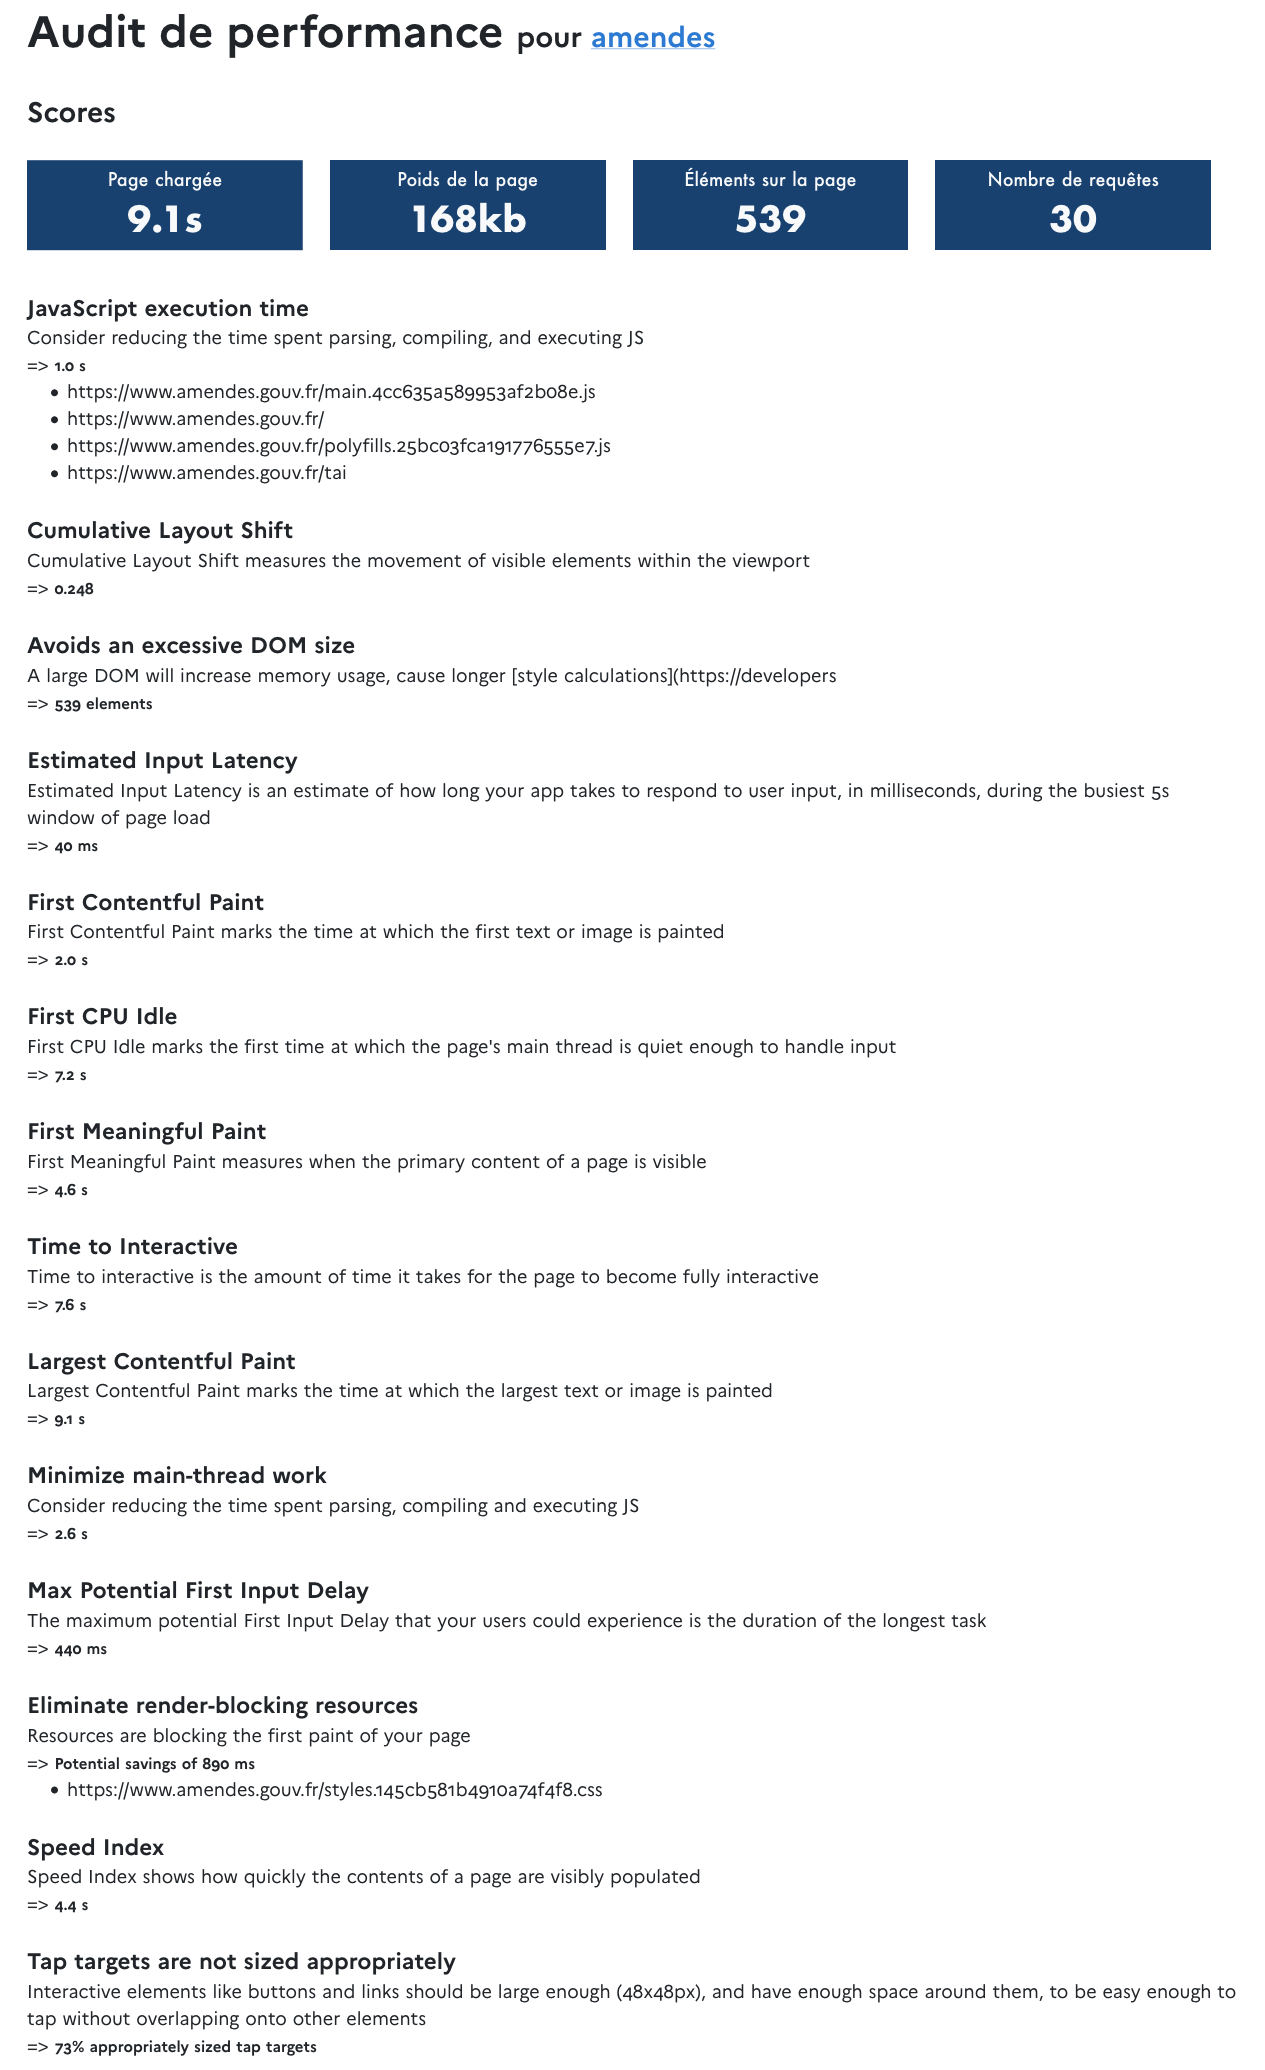 Audit de performance pour amendes
Scores
Page chargée
9.1s
Poids de la page
168kb
Éléments sur la page
539
Nombre de requêtes
30
JavaScript execution time
Consider reducing the time spent parsing, compiling, and executing JS
=> 1.0 s
• https://www.amendes.gouv.fr/main.4cc635a589953af2b08e.js
• https://www.amendes.gouv.fr/
• https://www.amendes.gouv.fr/polyfills.25bc03fca191776555e7.js
• https://www.amendes.gouv.fr/tai
Cumulative Layout Shift
Cumulative Layout Shift measures the movement of visible elements within the viewport
=> 0.248
Avoids an excessive DOM size
A large DOM will increase memory usage, cause longer [style calculations](https://developers
=> 539 elements
Estimated Input Latency
Estimated Input Latency is an estimate of how long your app takes to respond to user input, in milliseconds, during the busiest 5s
window of page load
=> 40 ms
First Contentful Paint
First Contentful Paint marks the time at which the first text or image is painted
=> 2.0 s
First CPU Idle
First CPU Idle marks the first time at which the page's main thread is quiet enough to handle input
=> 7.2 s
First Meaningful Paint
First Meaningful Paint measures when the primary content of a page is visible
=> 4.6 s
Time to Interactive
Time to interactive is the amount of time it takes for the page to become fully interactive
=> 7.6 s
Largest Contentful Paint
Largest Contentful Paint marks the time at which the largest text or image is painted
=> 9.1 s
Minimize main-thread work
Consider reducing the time spent parsing, compiling and executing JS
=> 2.6 s
Max Potential First Input Delay
The maximum potential First Input Delay that your users could experience is the duration of the longest task
=> 440 ms
Eliminate render-blocking resources
Resources are blocking the first paint of your page
=> Potential savings of 890 ms
• https://www.amendes.gouv.fr/styles.145cb581b4910a74f4f8.css
Speed Index
Speed Index shows how quickly the contents of a page are visibly populated
=> 4.4 s
Tap targets are not sized appropriately
Interactive elements like buttons and links should be large enough (48x48px), and have enough space around them, to be easy enough to
tap without overlapping onto other elements
=> 73% appropriately sized tap targets